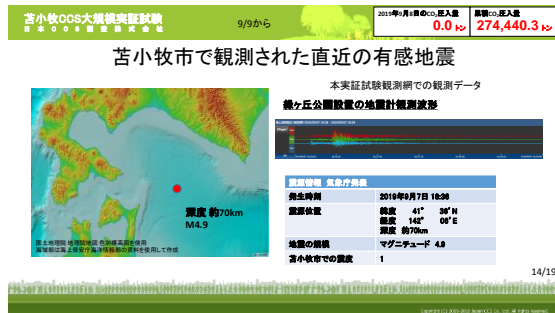 苫小牧CCS大規模実証試験
日本CCS調査株式会社
9/9から
2019年9月8日のCO₂圧入量
0.0 トン
累積CO₂圧入量
274,440.3 トン
苫小牧市で観測された直近の有感地震
本実証試験観測網での観測データ
緑ヶ丘公園設置の地震計観測波形
深度 約70km
M4.9
国土地理院 地理院地図 色別標高図を使用
海域部は海上保安庁海洋情報部の資料を使用して作成
震源情報 気象庁発表
発生時刻 2019年9月7日 18:36
震源位置 緯度 41° 36' N
経度 142° 06' E
深度 約70km
地震の規模 マグニチュード 4.9
苫小牧市での震度 1
14/19